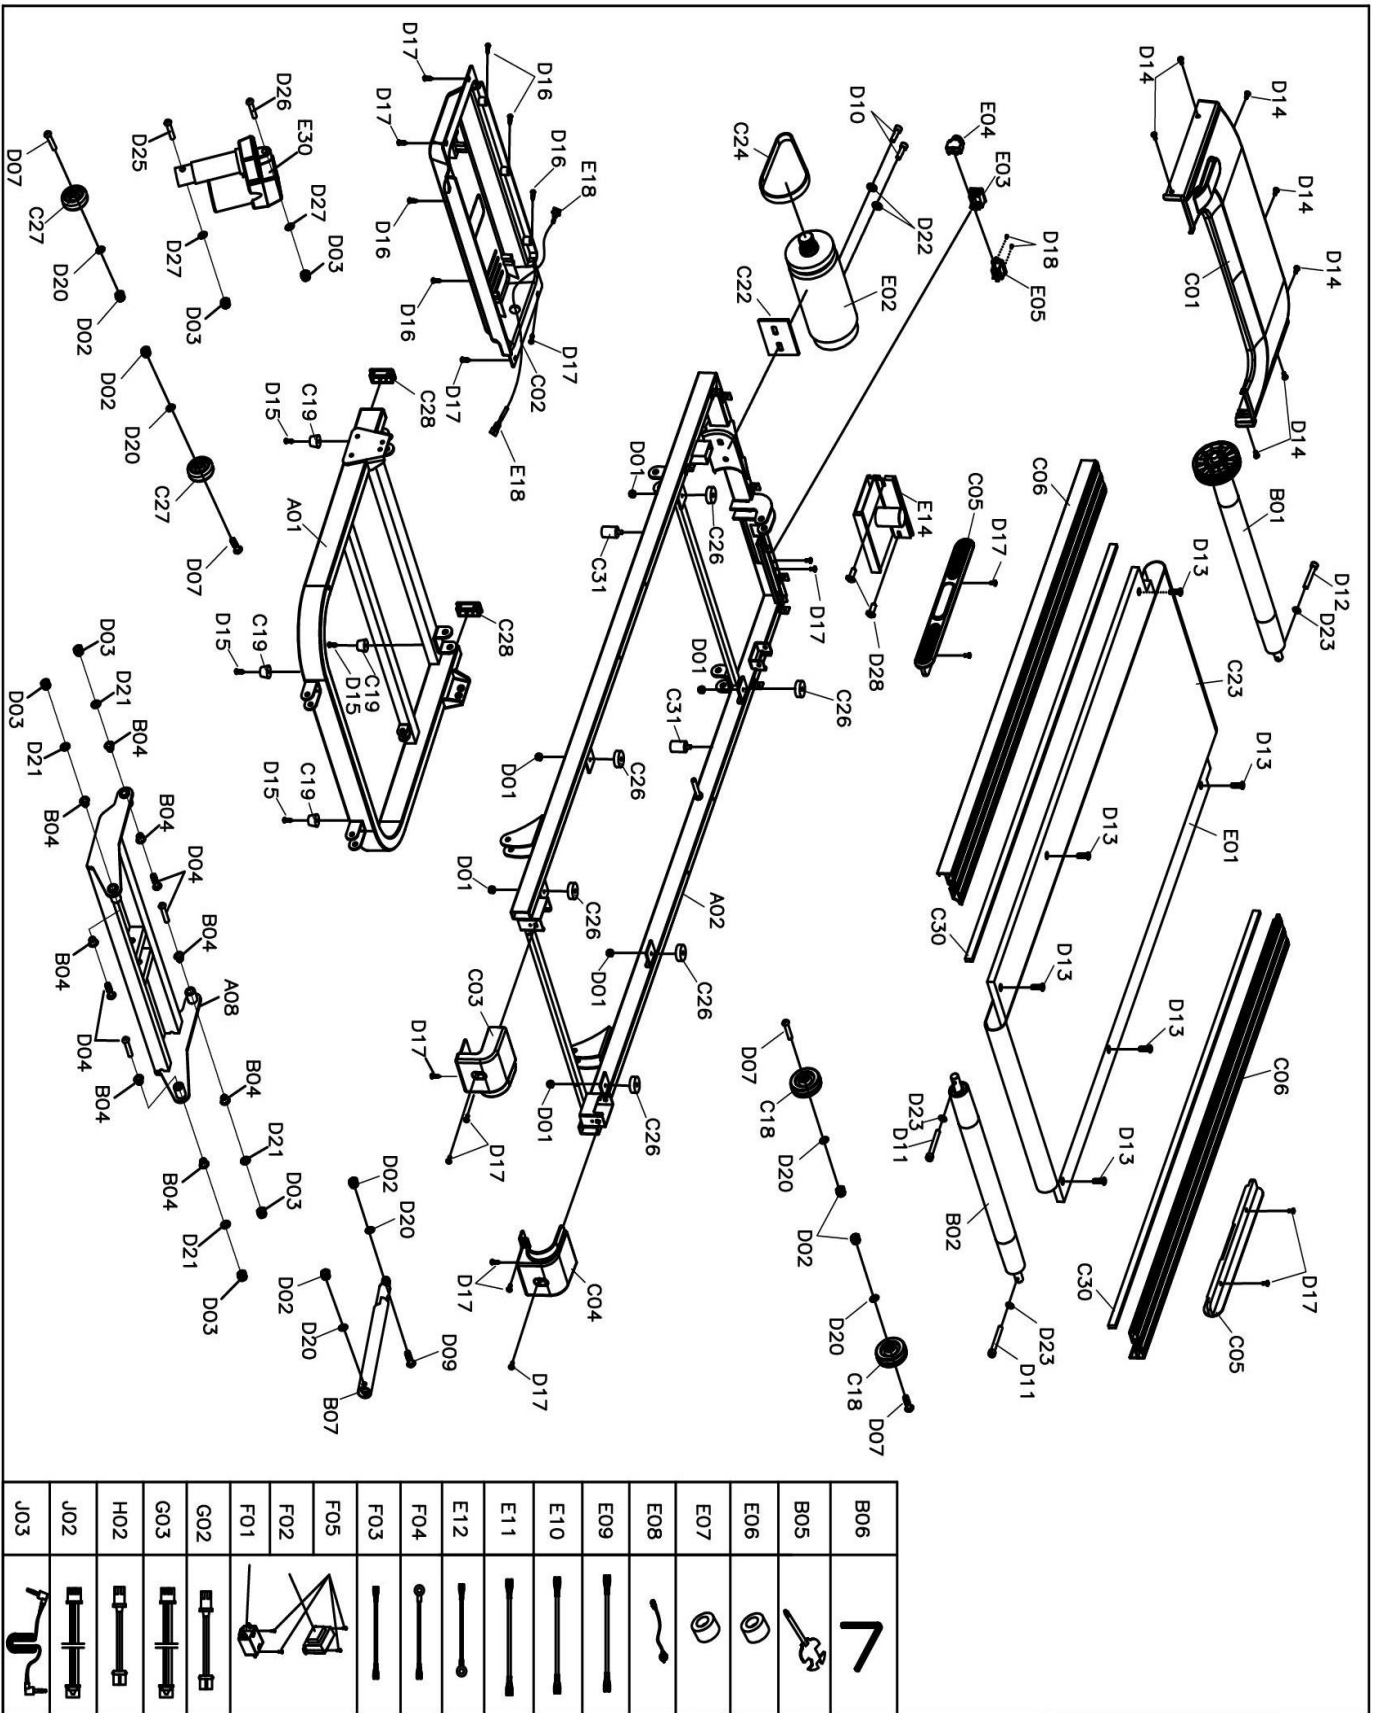 D12
D14
D23
D14
D17
D14
D14
B01
C06
D13
C23
C05
E01
D13
C01
D14
D13
D13
D13
C30
E04
D18
C06
D17
D13
E03
E05
C05
C30
D23
D11
D10
D22
E02
E14
D23
D11
B02
C24
C22
D28
D17
D07
C18
D20
D02
D20
C18
D07
C26
C26
D01
C31
A02
C26
C26
C26
C26
D01
D01
D01
D01
D01
C31
E18
D16
D16
D17
D17
D16
D16
D17
C02
D17
E18
C03
D17
D17
D17
C04
D17
C28
C28
C19
D15
A01
C19
D15
C19
D15
C19
D15
E30
D26
D25
D27
D03
D27
D03
D07
C27
D20
D02
D02
D20
C27
D07
D02
D20
D02
D20
D09
B07
D03
D21
B04
D03
D21
B04
B04
D04
B04
A08
B04
D04
B04
B04
D21
D03
B04
D21
D03
B06
B05
E06
E07
E08
E09
E10
E11
E12
F04
F03
F05
F02
F01
G02
G03
H02
J02
J03